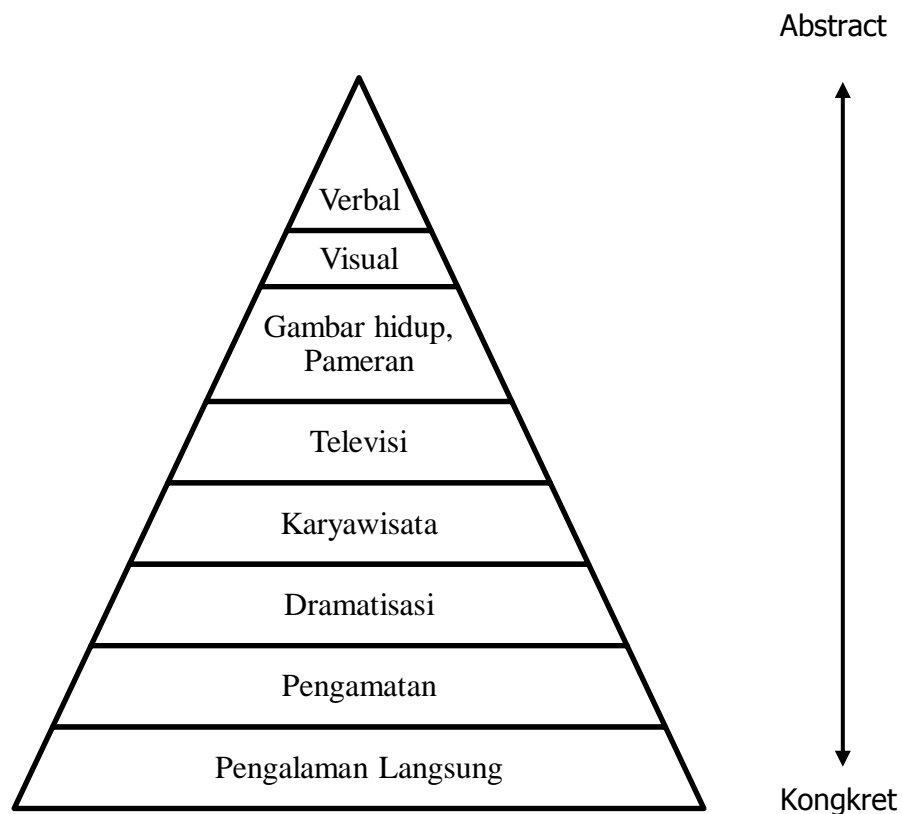 Abstract
Verbal
Visual
Gambar hidup,
Pameran
Televisi
Karyawisata
Dramatisasi
Pengamatan
Pengalaman Langsung
Kongkret